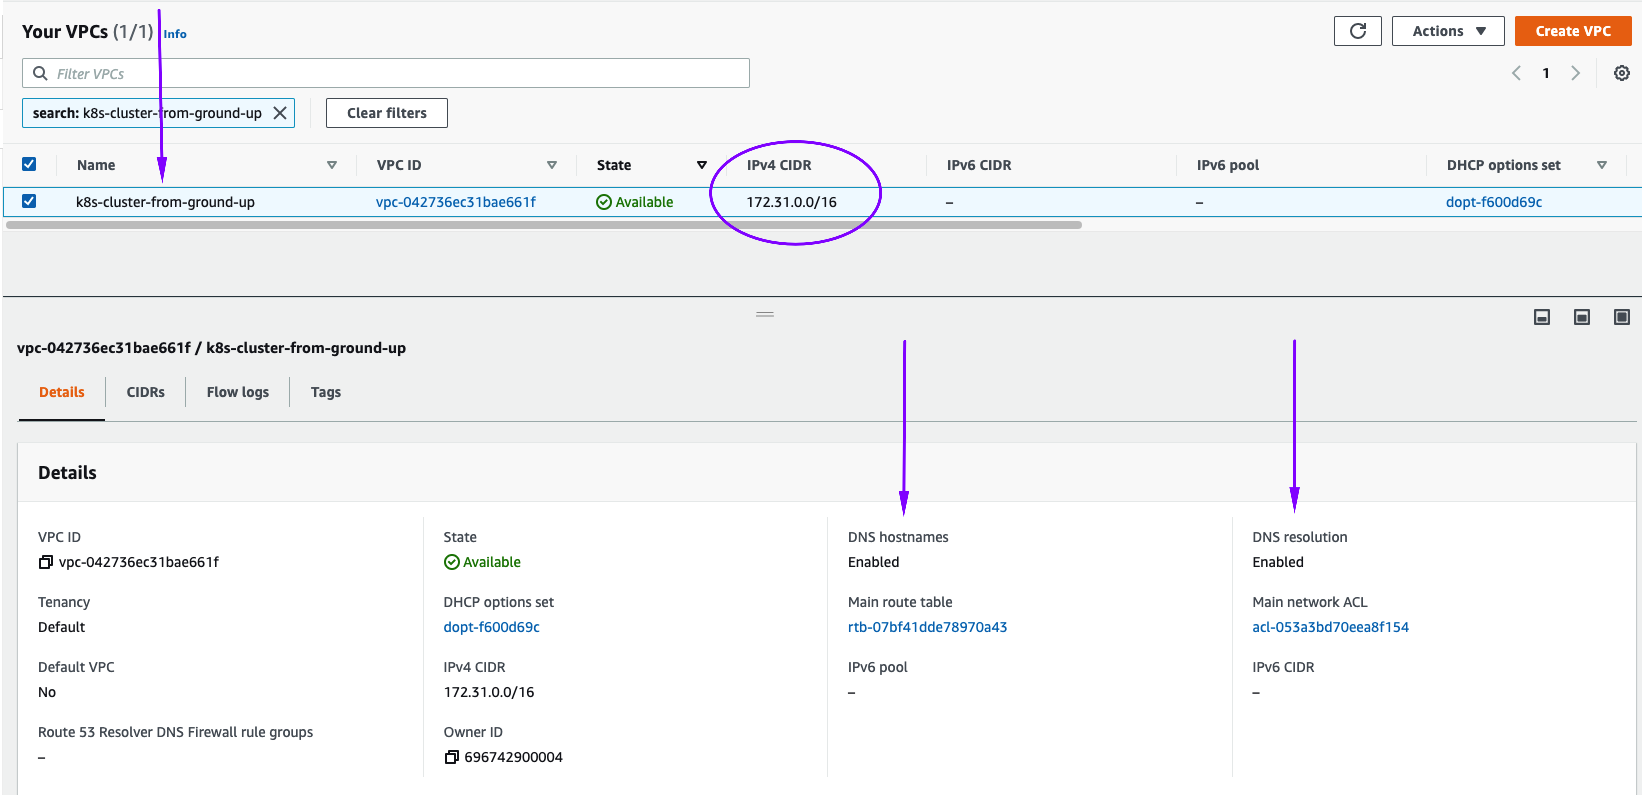 Your VPCs (1/1) Info
Actions Create VPC
Filter VPCs
1
search: k8s-cluster-from-ground-up
Clear filters
Name VPC ID State IPv4 CIDR IPv6 CIDR IPv6 pool DHCP options set
k8s-cluster-from-ground-up vpc-042736ec31bae661f Available 172.31.0.0/16 – – dopt-f600d69c
vpc-042736ec31bae661f / k8s-cluster-from-ground-up
Details CIDRs Flow logs Tags
Details
VPC ID State DNS hostnames DNS resolution
vpc-042736ec31bae661f Available Enabled Enabled
Tenancy DHCP options set Main route table Main network ACL
Default dopt-f600d69c rtb-07bf41dde78970a43 acl-053a3bd70eea8f154
Default VPC IPv4 CIDR IPv6 pool IPv6 CIDR
No 172.31.0.0/16 – –
Route 53 Resolver DNS Firewall rule groups Owner ID
– 696742900004